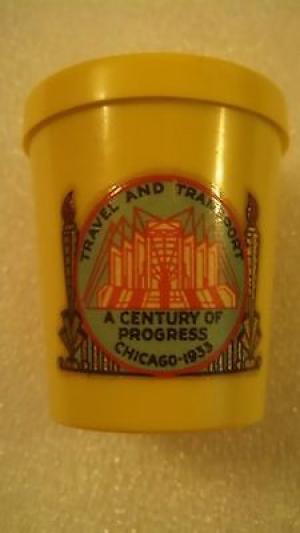 TRAVEL AND TRANSPORT
A CENTURY OF
PROGRESS
CHICAGO-1933